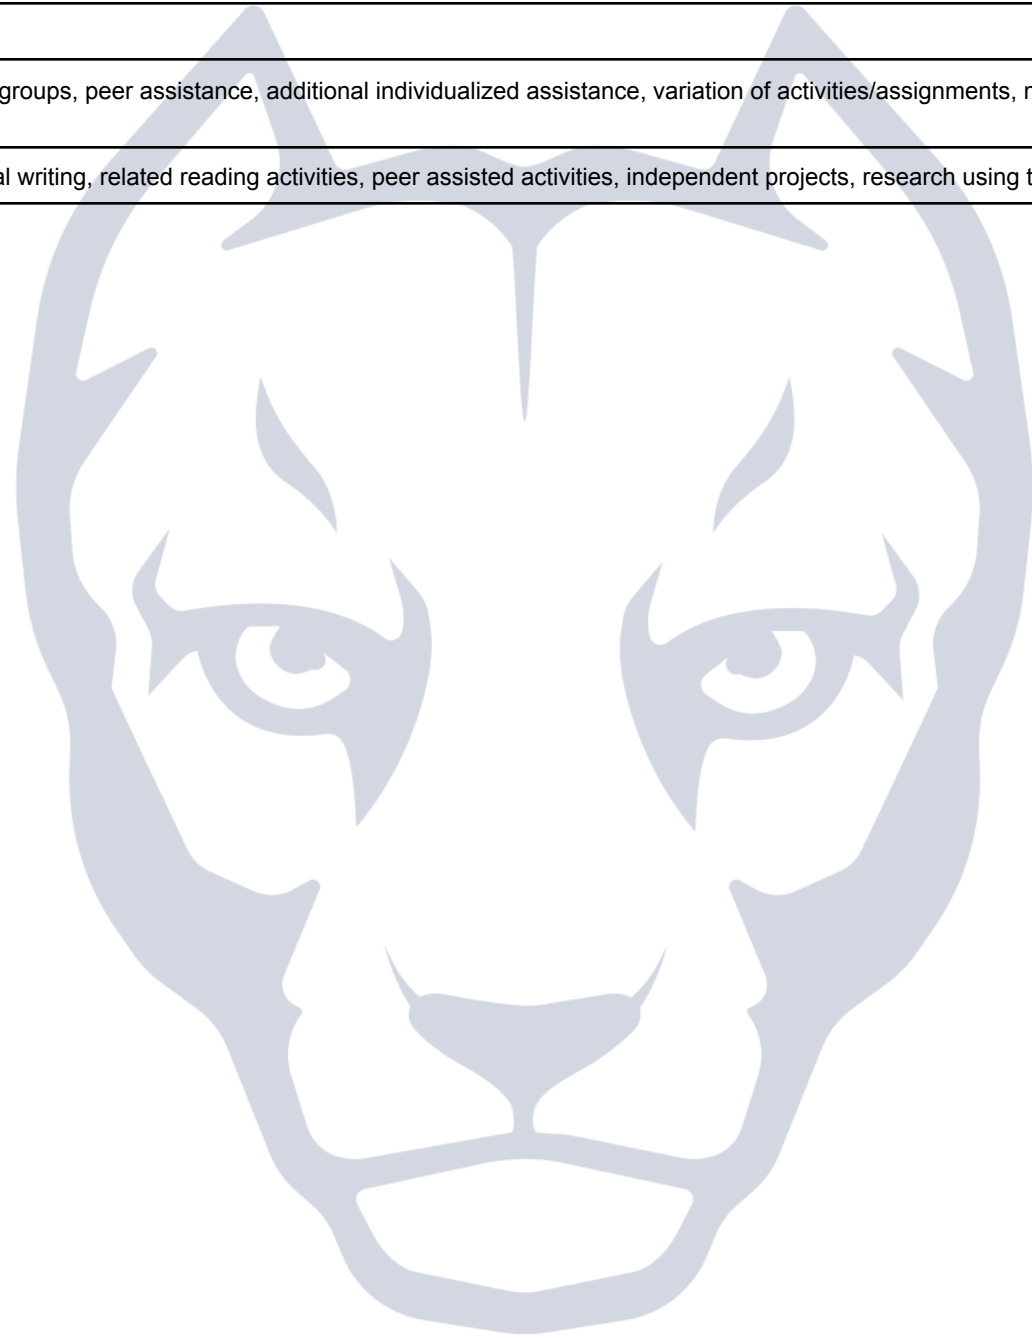 groups, peer assistance, additional individualized assistance, variation of activities/assignments,
writing, related reading activities, peer assisted activities, independent projects, research using